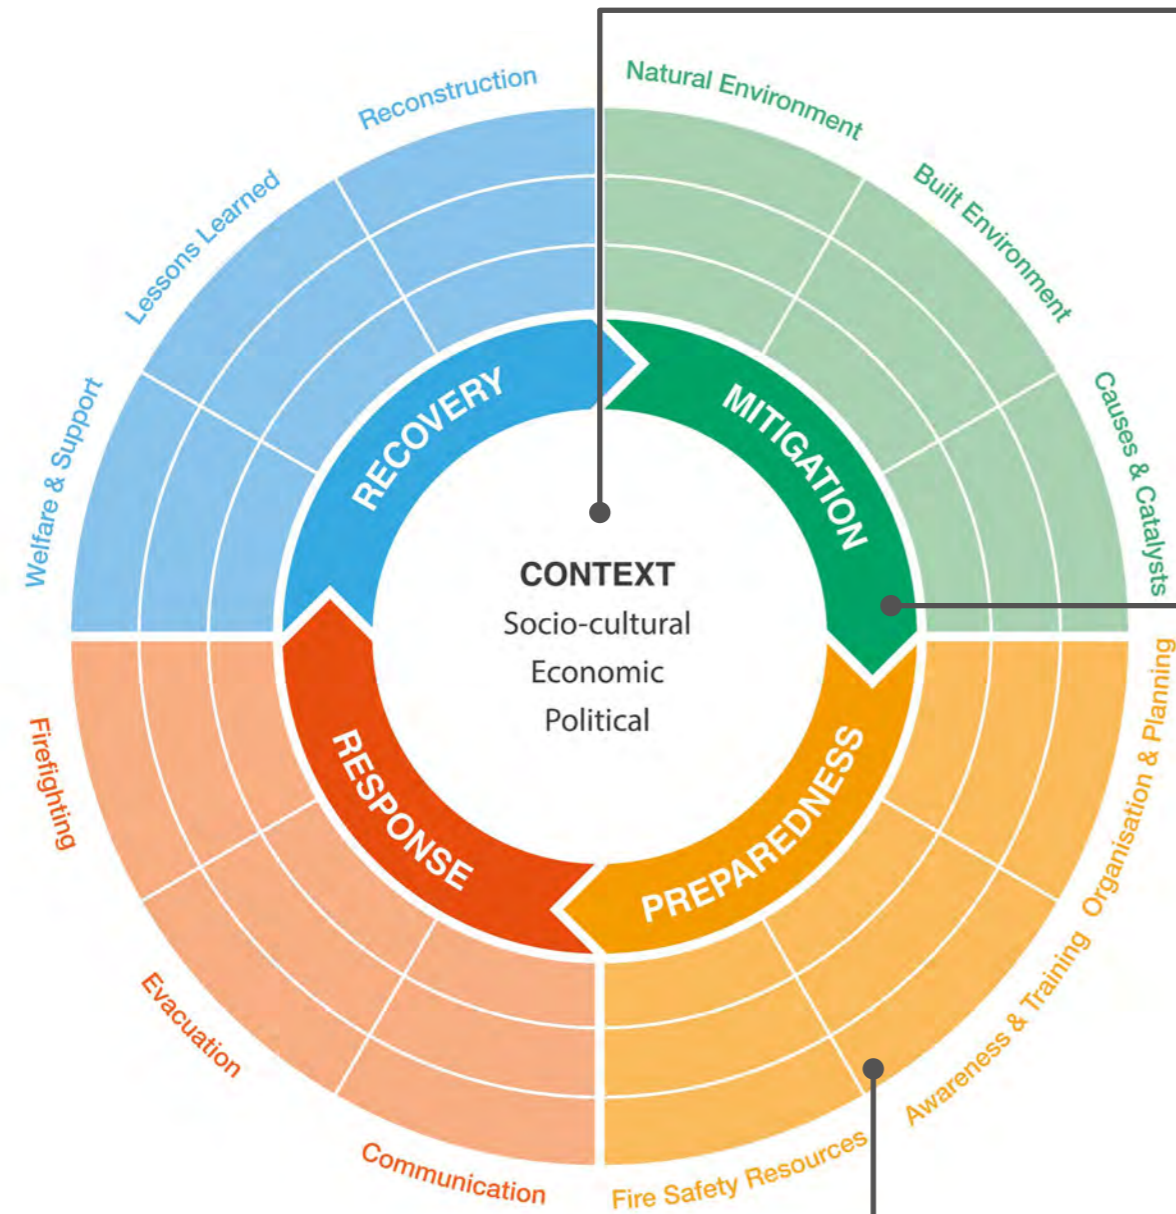 Reconstruction
Natural Environment
Lessons Learned
Built Environment
Welfare & Support
Causes & Catalysts
RECOVERY
MITIGATION
CONTEXT
Socio-cultural
Economic
Political
RESPONSE
PREPAREDNESS
Firefighting
Organisation & Planning
Evacuation
Awareness & Training
Communication
Fire Safety Resources